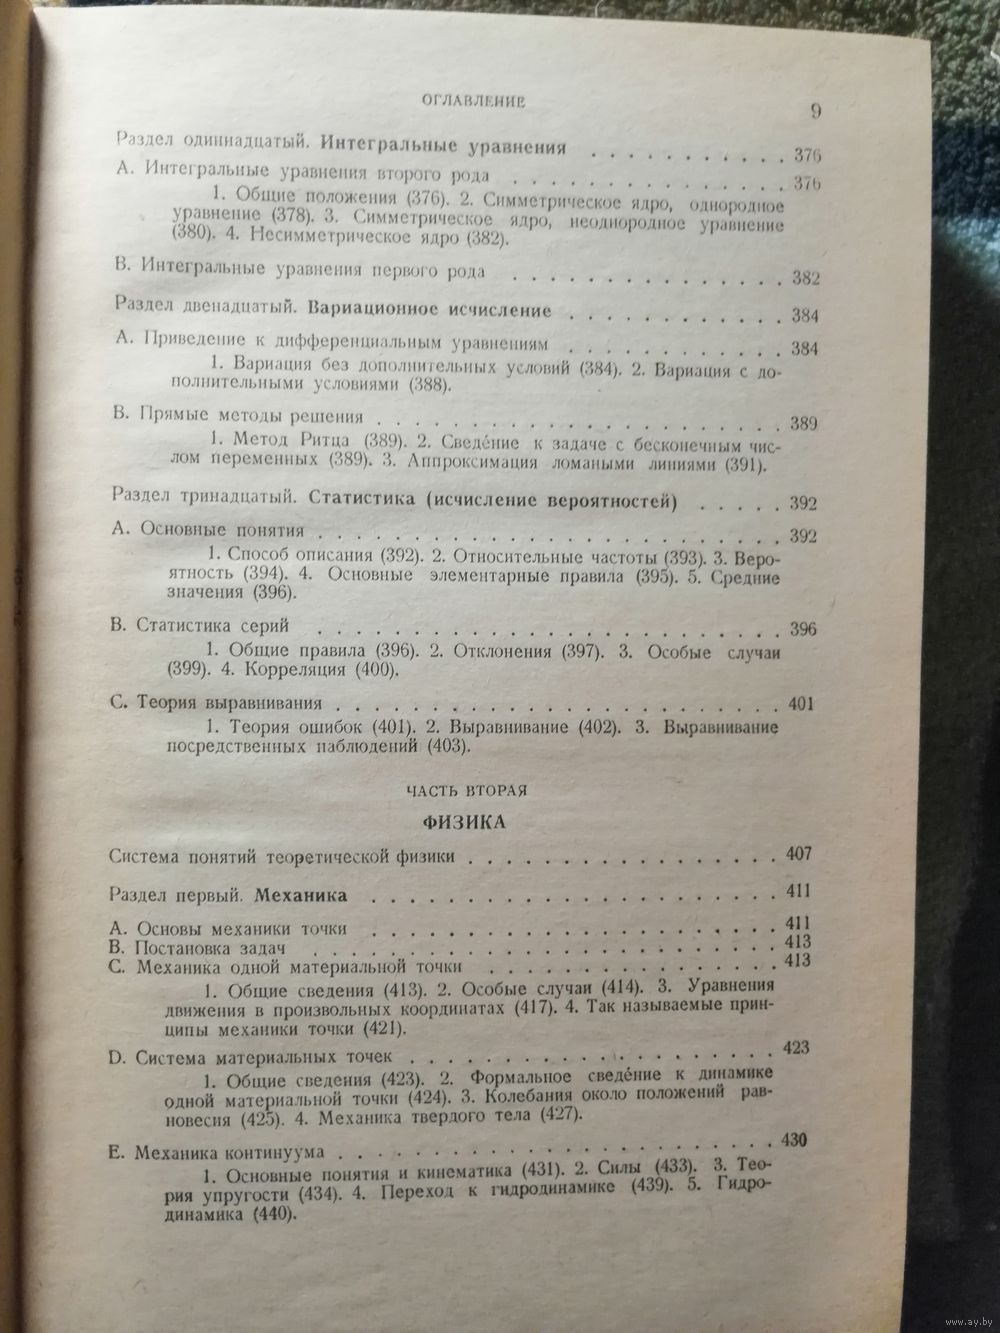 ОГЛАВЛЕНИЕ 9
Раздел одиннадцатый. Интегральные уравнения . . . . . . . . . . . 376
А. Интегральные уравнения второго рода . . . . . . . . . . . . . . . 376
1. Общие положения (376). 2. Симметрическое ядро, однородное
уравнение (378). 3. Симметрическое ядро, неоднородное уравнение
(380). 4. Несимметрическое ядро (382).
В. Интегральные уравнения первого рода . . . . . . . . . . . . . . . 382
Раздел двенадцатый. Вариационное исчисление . . . . . . . . . . . . 384
А. Приведение к дифференциальным уравнениям . . . . . . . . . . . . 384
1. Вариация без дополнительных условий (384). 2. Вариация с до-
полнительными условиями (388).
В. Прямые методы решения . . . . . . . . . . . . . . . . . . . . . . 389
1. Метод Ритца (389). 2. Сведéние к задаче с бесконечным чис-
лом переменных (389). 3. Аппроксимация ломаными линиями (391).
Раздел тринадцатый. Статистика (исчисление вероятностей) . . . . . 392
А. Основные понятия . . . . . . . . . . . . . . . . . . . . . . . . . 392
1. Способ описания (392). 2. Относительные частоты (393). 3. Веро-
ятность (394). 4. Основные элементарные правила (395). 5. Средние
значения (396).
В. Статистика серий . . . . . . . . . . . . . . . . . . . . . . . . . 396
1. Общие правила (396). 2. Отклонения (397). 3. Особые случаи
(399). 4. Корреляция (400).
С. Теория выравнивания . . . . . . . . . . . . . . . . . . . . . . . . 401
1. Теория ошибок (401). 2. Выравнивание (402). 3. Выравнивание
посредственных наблюдений (403).
ЧАСТЬ ВТОРАЯ
ФИЗИКА
Система понятий теоретической физики . . . . . . . . . . . . . . . . . 407
Раздел первый. Механика . . . . . . . . . . . . . . . . . . . . . . 411
А. Основы механики точки . . . . . . . . . . . . . . . . . . . . . . 411
В. Постановка задач . . . . . . . . . . . . . . . . . . . . . . . . . 413
С. Механика одной материальной точки . . . . . . . . . . . . . . . . 413
1. Общие сведения (413). 2. Особые случаи (414). 3. Уравнения
движения в произвольных координатах (417). 4. Так называемые прин-
ципы механики точки (421).
D. Система материальных точек . . . . . . . . . . . . . . . . . . . . 423
1. Общие сведения (423). 2. Формальное сведéние к динамике
одной материальной точки (424). 3. Колебания около положений рав-
новесия (425). 4. Механика твердого тела (427).
Е. Механика континуума . . . . . . . . . . . . . . . . . . . . . . . . 430
1. Основные понятия и кинематика (431). 2. Силы (433). 3. Тео-
рия упругости (434). 4. Переход к гидродинамике (439). 5. Гидро-
динамика (440).
www.ay.by